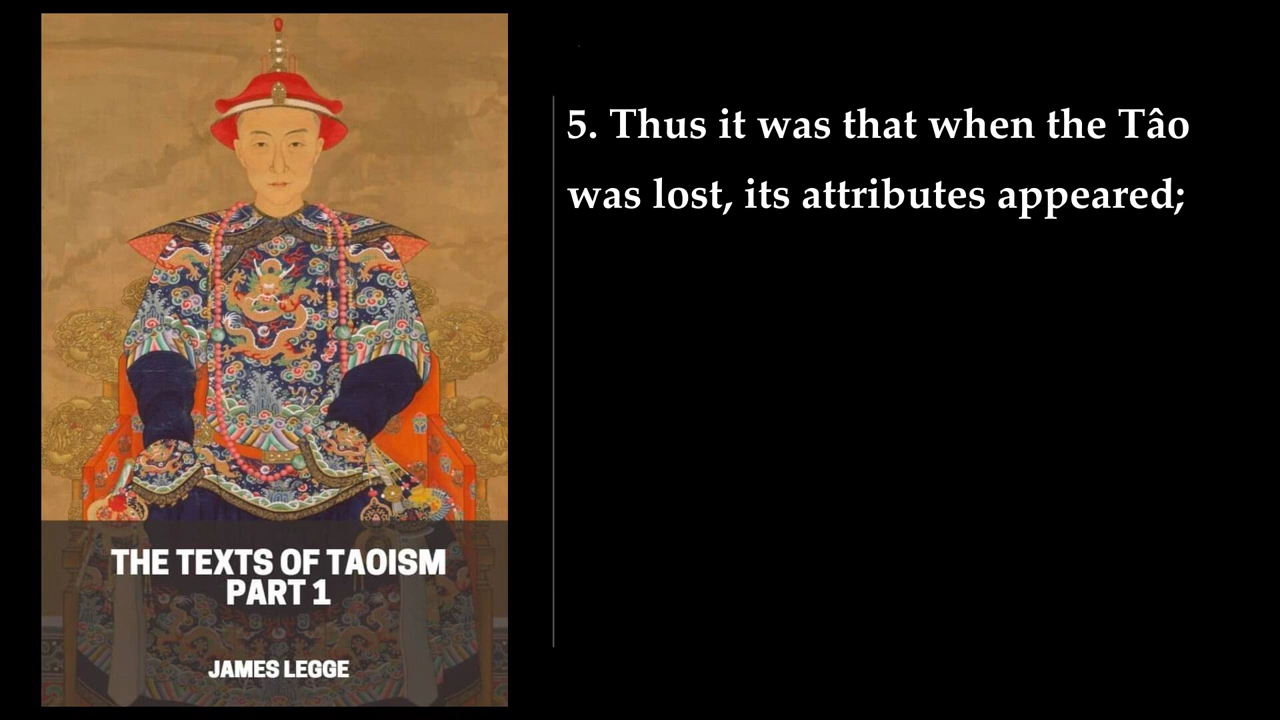 THE TEXTS OF TAOISM
PART 1
JAMES LEGGE
5. Thus it was that when the Tâo
was lost, its attributes appeared;